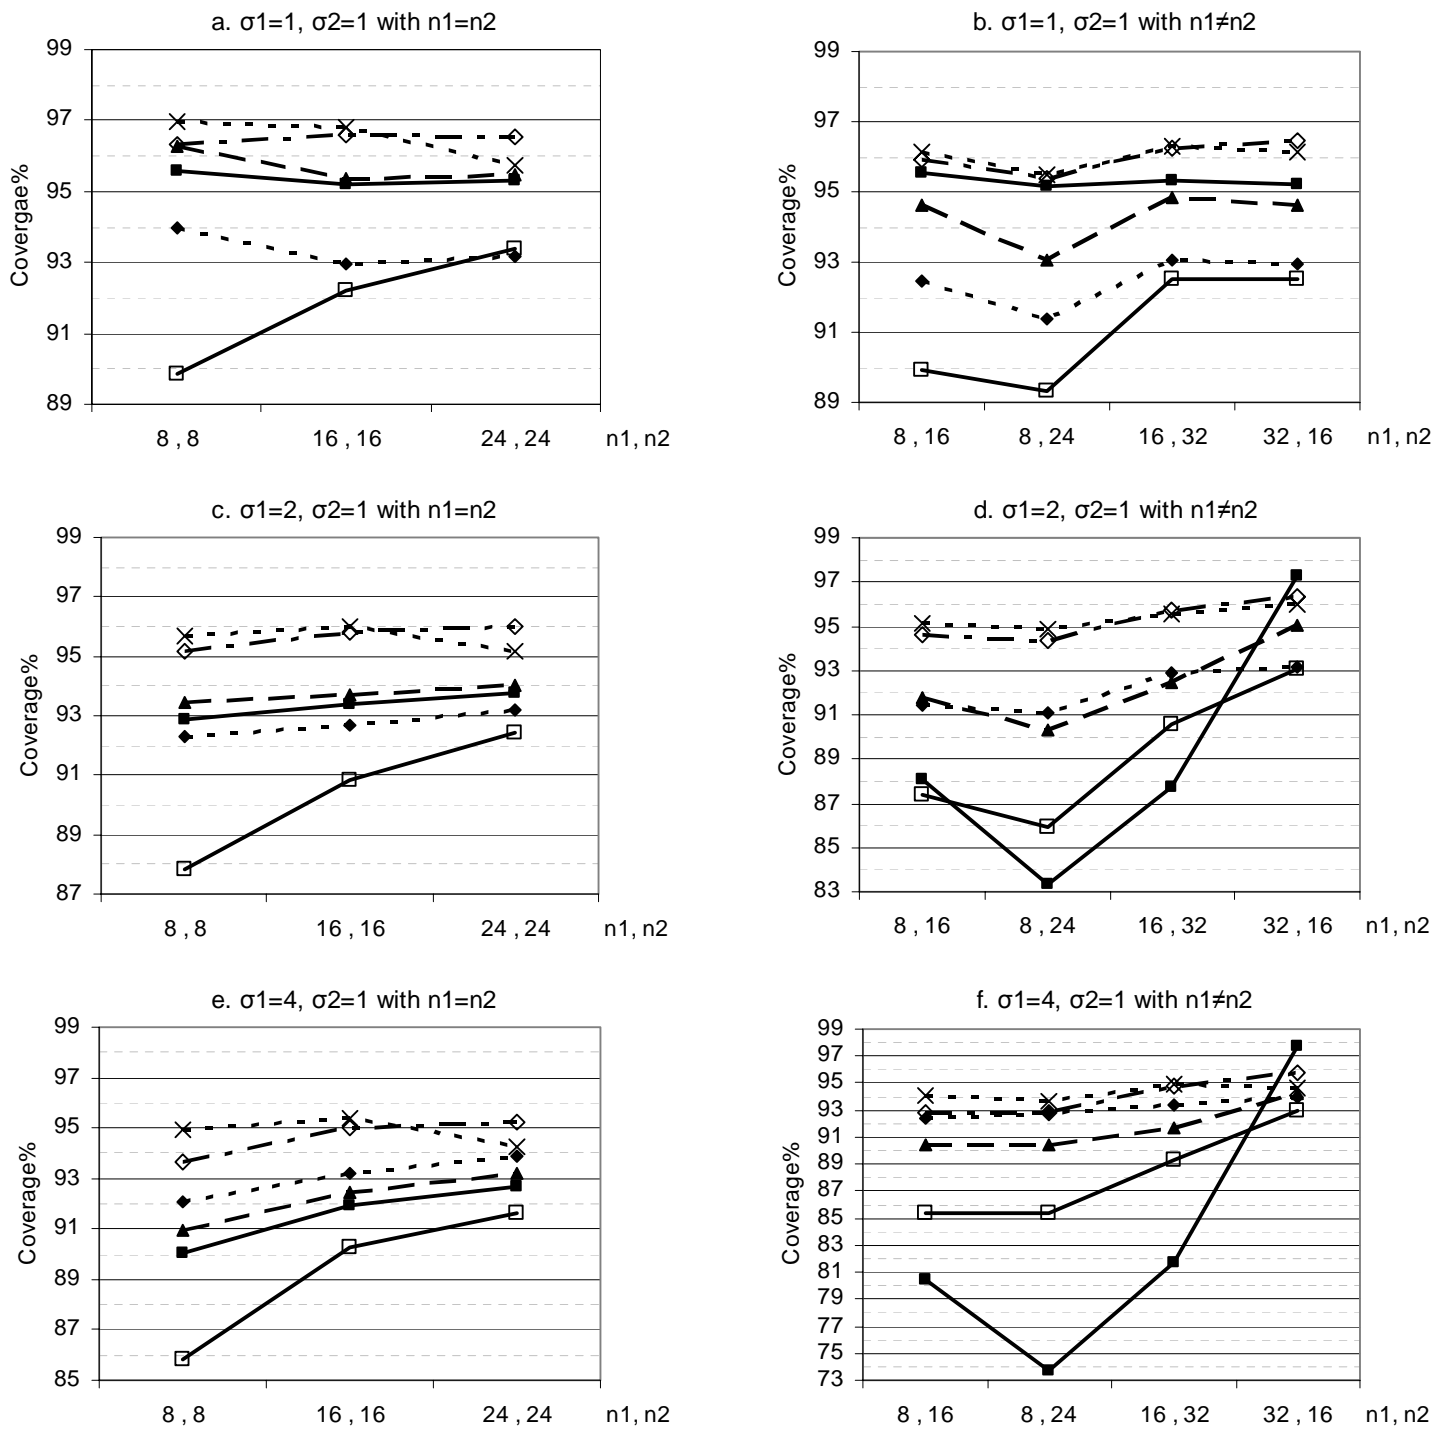 a. σ1=1, σ2=1 with n1=n2
99
97
95
93
91
89
Covergae%
8 , 8 16 , 16 24 , 24 n1, n2
b. σ1=1, σ2=1 with n1≠n2
99
97
95
93
91
89
Coverage%
8 , 16 8 , 24 16 , 32 32 , 16 n1, n2
c. σ1=2, σ2=1 with n1=n2
99
97
95
93
91
89
87
Coverage%
8 , 8 16 , 16 24 , 24 n1, n2
d. σ1=2, σ2=1 with n1≠n2
99
97
95
93
91
89
87
85
83
Coverage%
8 , 16 8 , 24 16 , 32 32 , 16 n1, n2
e. σ1=4, σ2=1 with n1=n2
99
97
95
93
91
89
87
85
Coverage%
8 , 8 16 , 16 24 , 24 n1, n2
f. σ1=4, σ2=1 with n1≠n2
99
97
95
93
91
89
87
85
83
81
79
77
75
73
Coverage%
8 , 16 8 , 24 16 , 32 32 , 16 n1, n2